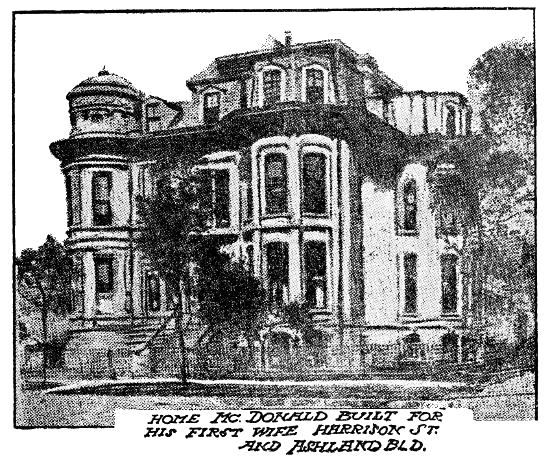 HOME MC. DONALD BUILT FOR
HIS FIRST WIFE HARRISON ST.
AND ASHLAND BLD.